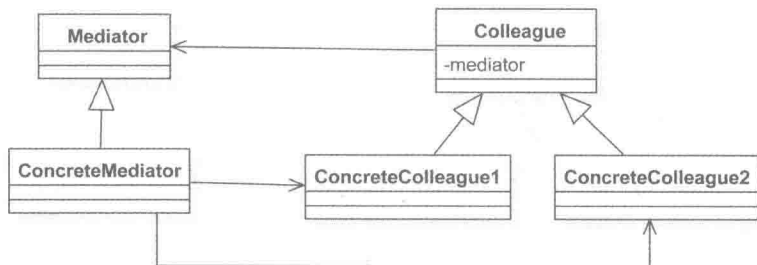 Mediator
Colleague
-mediator
ConcreteMediator
ConcreteColleague1
ConcreteColleague2